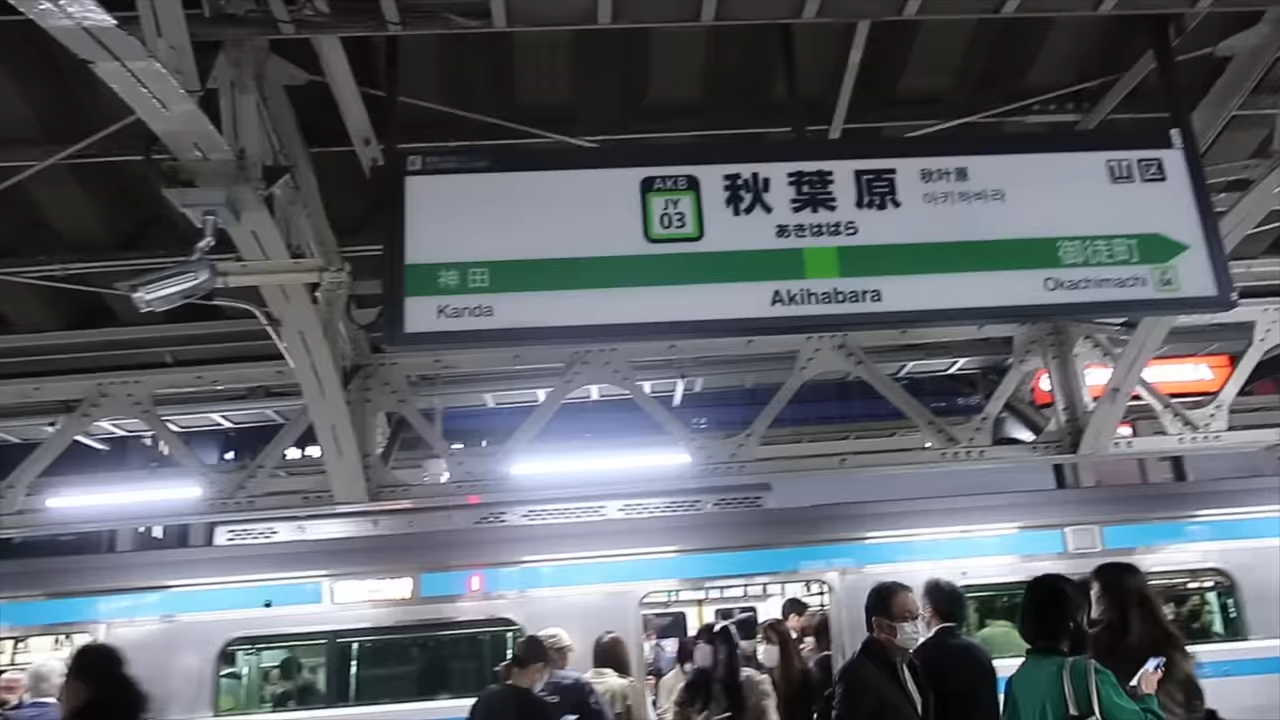 AKB
JY
03
秋葉原
秋叶原
아키하바라
山区
あきはばら
神田
御徒町
Kanda
Akihabara
Okachimachi